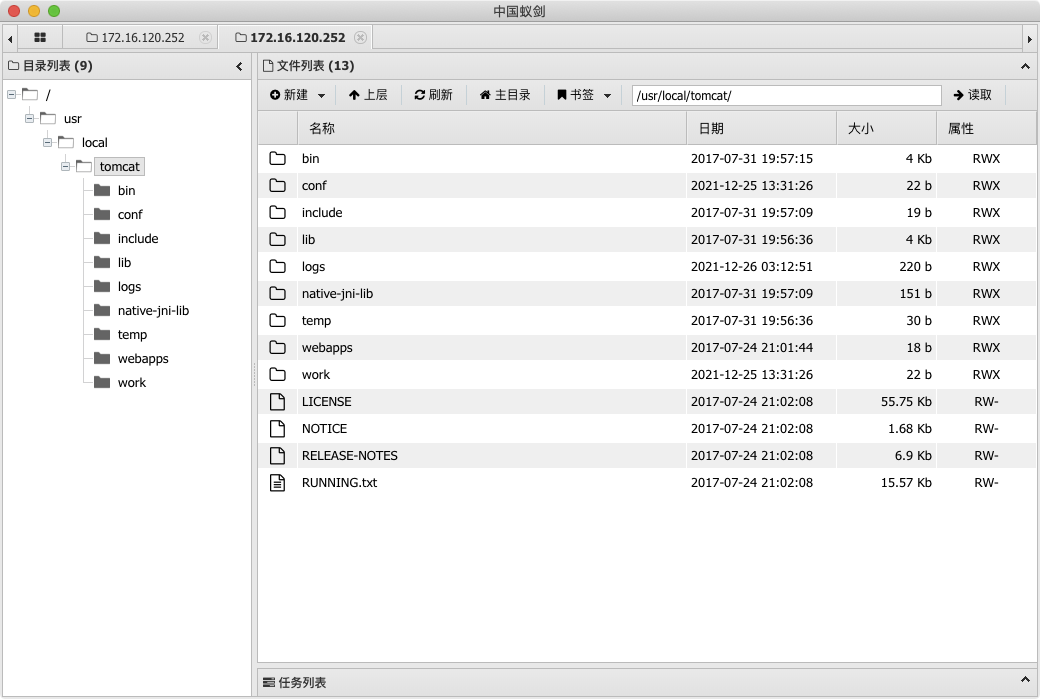 中国蚁剑
172.16.120.252 172.16.120.252
目录列表 (9)
/
usr
local
tomcat
bin
conf
include
lib
logs
native-jni-lib
temp
webapps
work
文件列表 (13)
新建 上层 刷新 主目录 书签 /usr/local/tomcat/ 读取
名称 日期 大小 属性
bin 2017-07-31 19:57:15 4 Kb RWX
conf 2021-12-25 13:31:26 22 b RWX
include 2017-07-31 19:57:09 19 b RWX
lib 2017-07-31 19:56:36 4 Kb RWX
logs 2021-12-26 03:12:51 220 b RWX
native-jni-lib 2017-07-31 19:57:09 151 b RWX
temp 2017-07-31 19:56:36 30 b RWX
webapps 2017-07-24 21:01:44 18 b RWX
work 2021-12-25 13:31:26 22 b RWX
LICENSE 2017-07-24 21:02:08 55.75 Kb RW-
NOTICE 2017-07-24 21:02:08 1.68 Kb RW-
RELEASE-NOTES 2017-07-24 21:02:08 6.9 Kb RW-
RUNNING.txt 2017-07-24 21:02:08 15.57 Kb RW-
任务列表